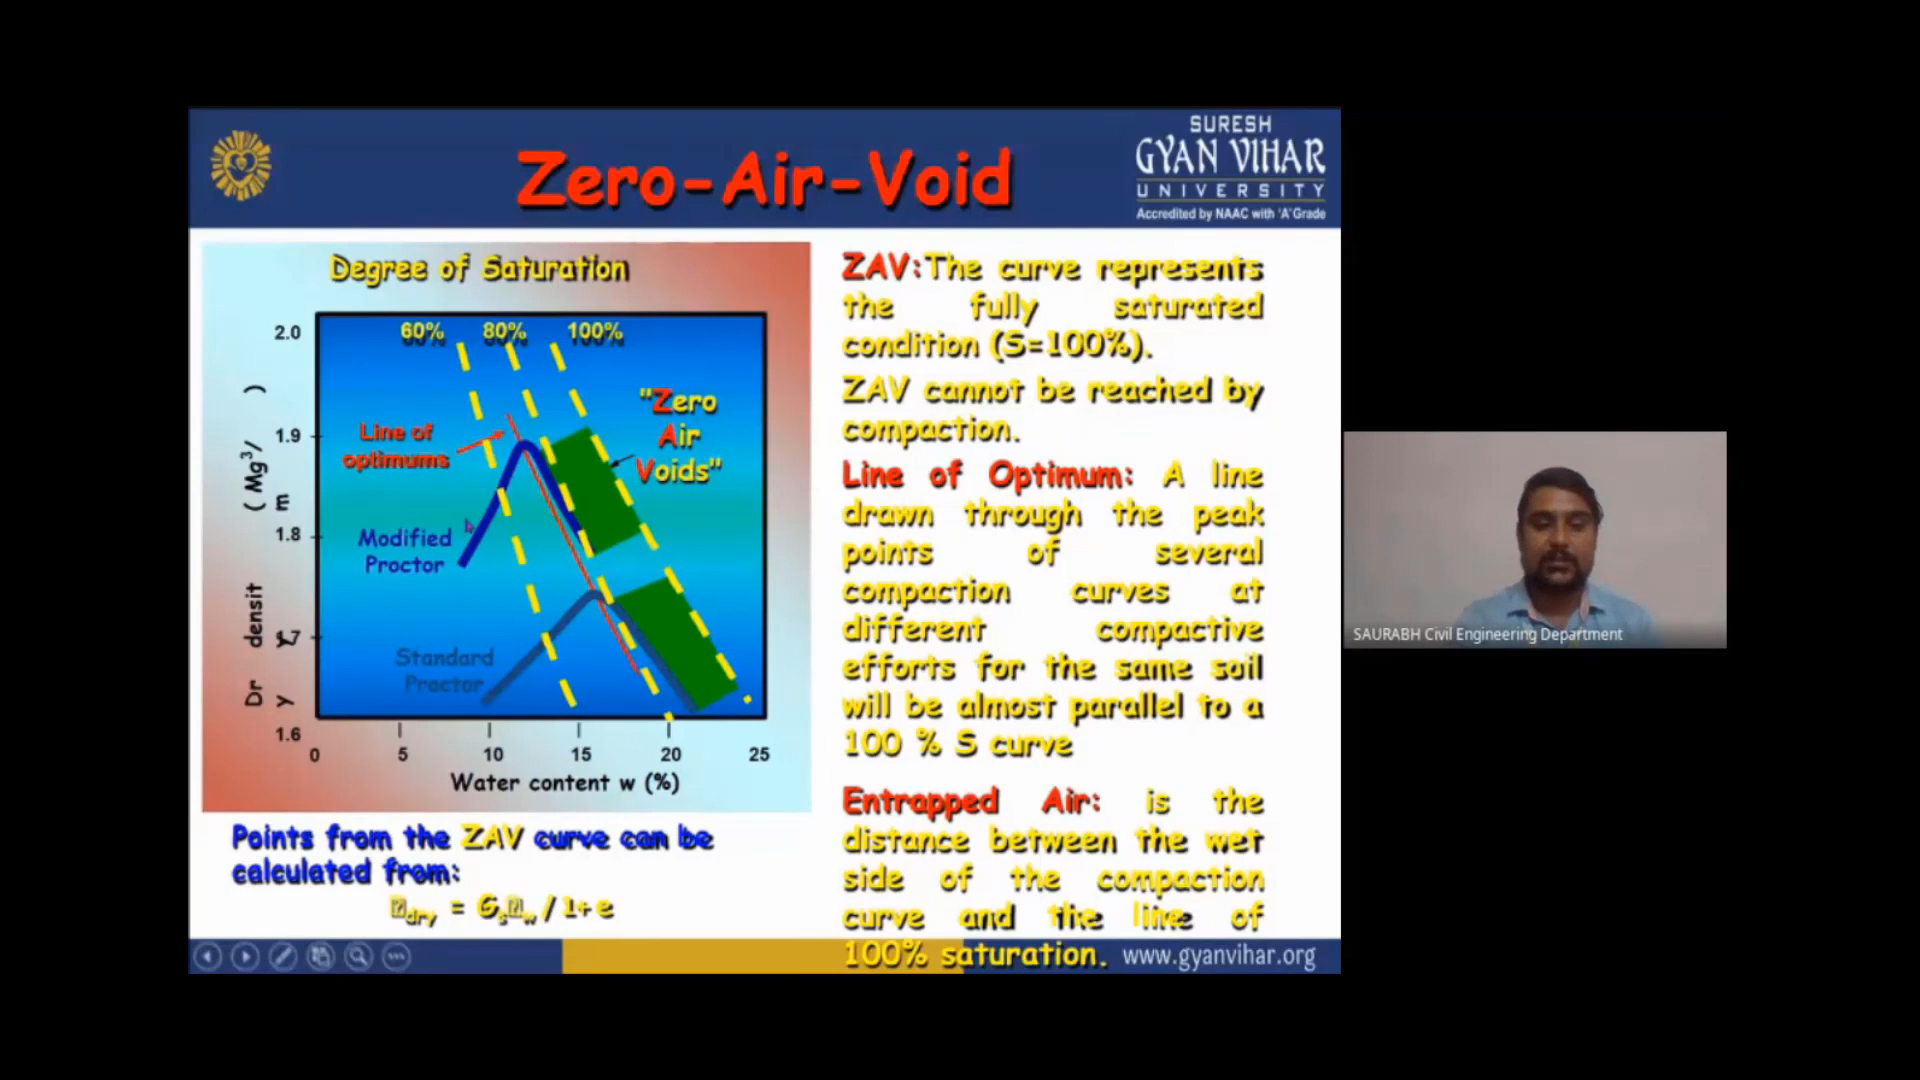 Zero-Air-Void
SURESH
GYAN VIHAR
UNIVERSITY
Accredited by NAAC with 'A' Grade
Degree of Saturation
60% 80% 100%
2.0
1.9
1.8
1.6
"Zero
Air
Voids"
Line of
optimums
Modified
Proctor
Standard
Proctor
Dr densit
y
(Mg/
m
3
)
0 5 10 15 20 25
Water content w (%)
Points from the ZAV curve can be
calculated from:
dry = Gs w / 1+ e
ZAV:The curve represents
the fully saturated
condition (S=100%).
ZAV cannot be reached by
compaction.
Line of Optimum: A line
drawn through the peak
points of several
compaction curves at
different compactive
efforts for the same soil
will be almost parallel to a
100 % S curve
Entrapped Air: is the
distance between the wet
side of the compaction
curve and the line of
100% saturation.
www.gyanvihar.org
SAURABH Civil Engineering Department